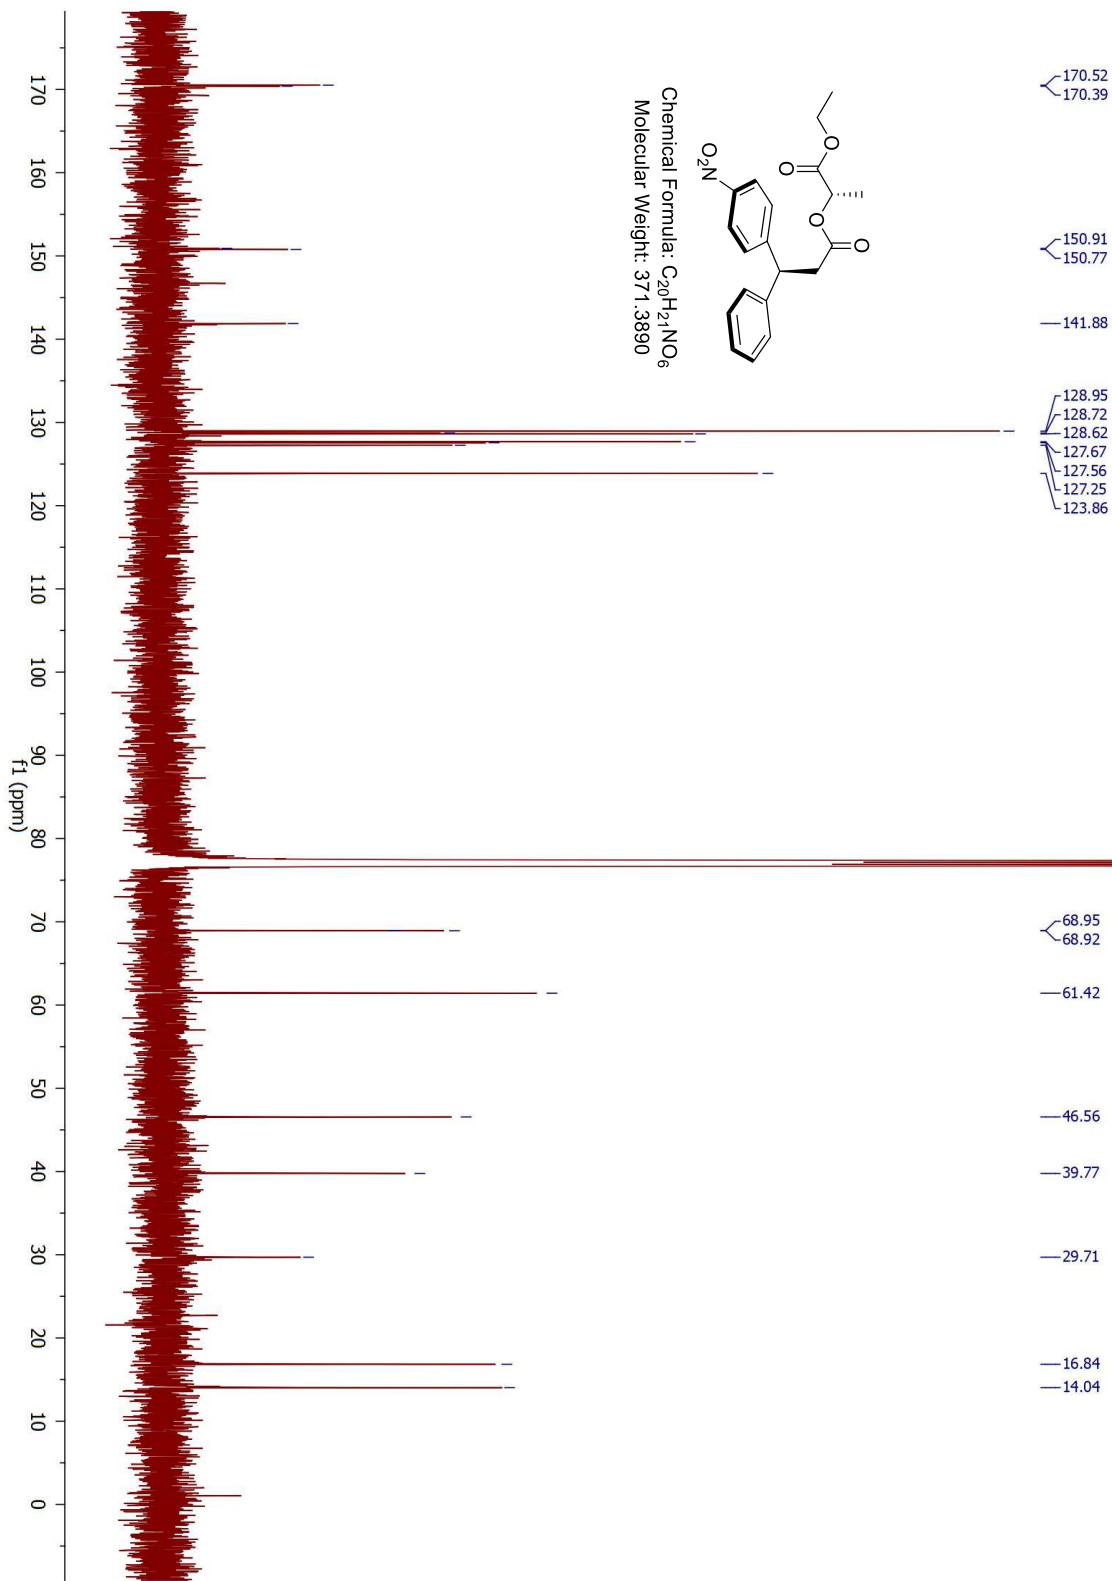 170.52
170.39
150.91
150.77
141.88
128.95
128.72
128.62
127.67
127.56
127.25
123.86
68.95
68.92
61.42
46.56
39.77
29.71
16.84
14.04
O
O
O
O
O₂N
Chemical Formula: C₂₀H₂₁NO₆
Molecular Weight: 371.3890
170 160 150 140 130 120 110 100 90 80 70 60 50 40 30 20 10 0
f1 (ppm)